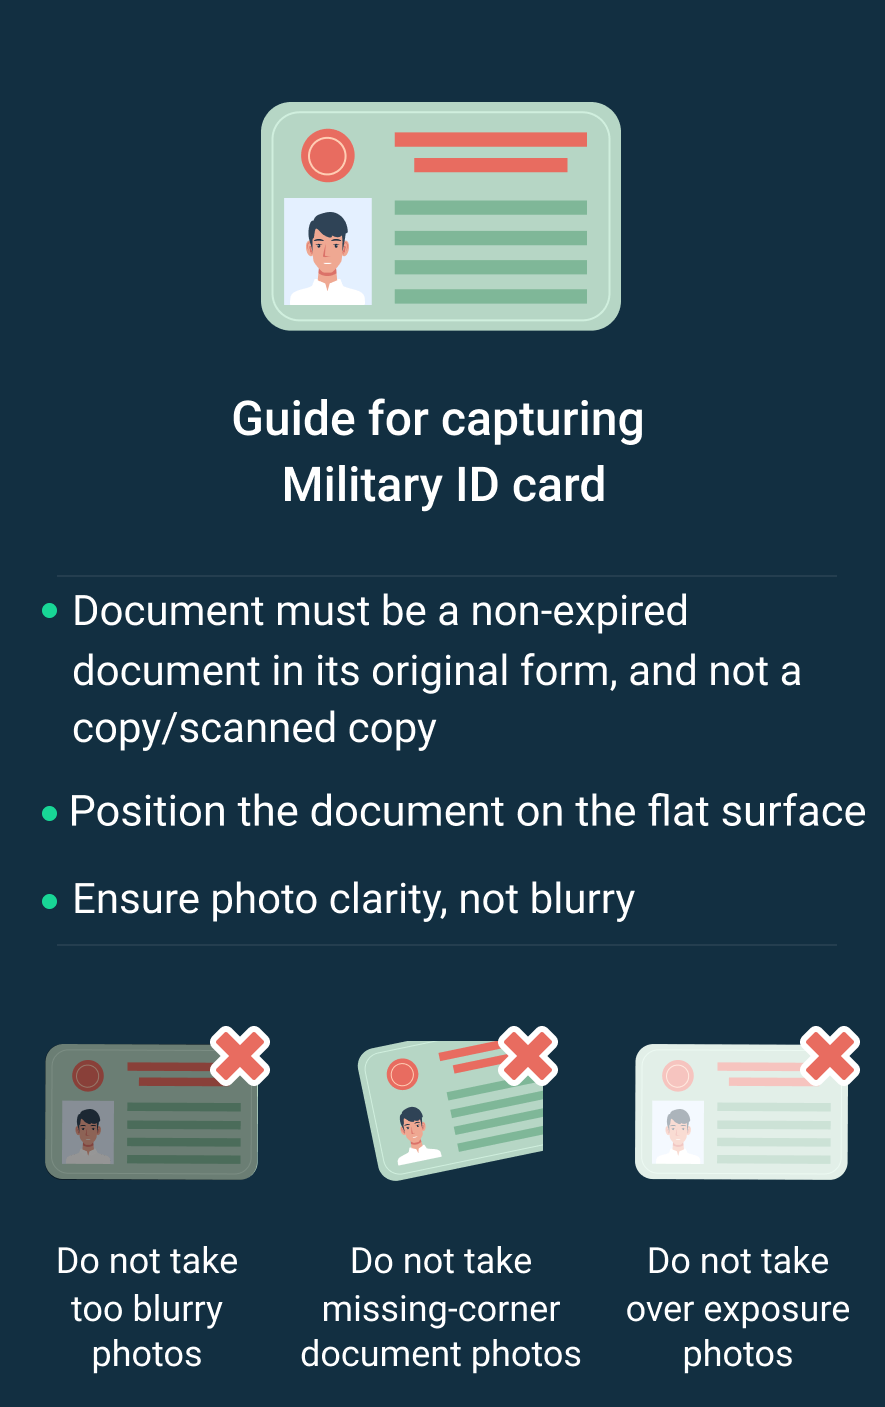 Guide for capturing
Military ID card
Document must be a non-expired
document in its original form, and not a
copy/scanned copy
Position the document on the flat surface
Ensure photo clarity, not blurry
Do not take
too blurry
photos
Do not take
missing-corner
document photos
Do not take
over exposure
photos